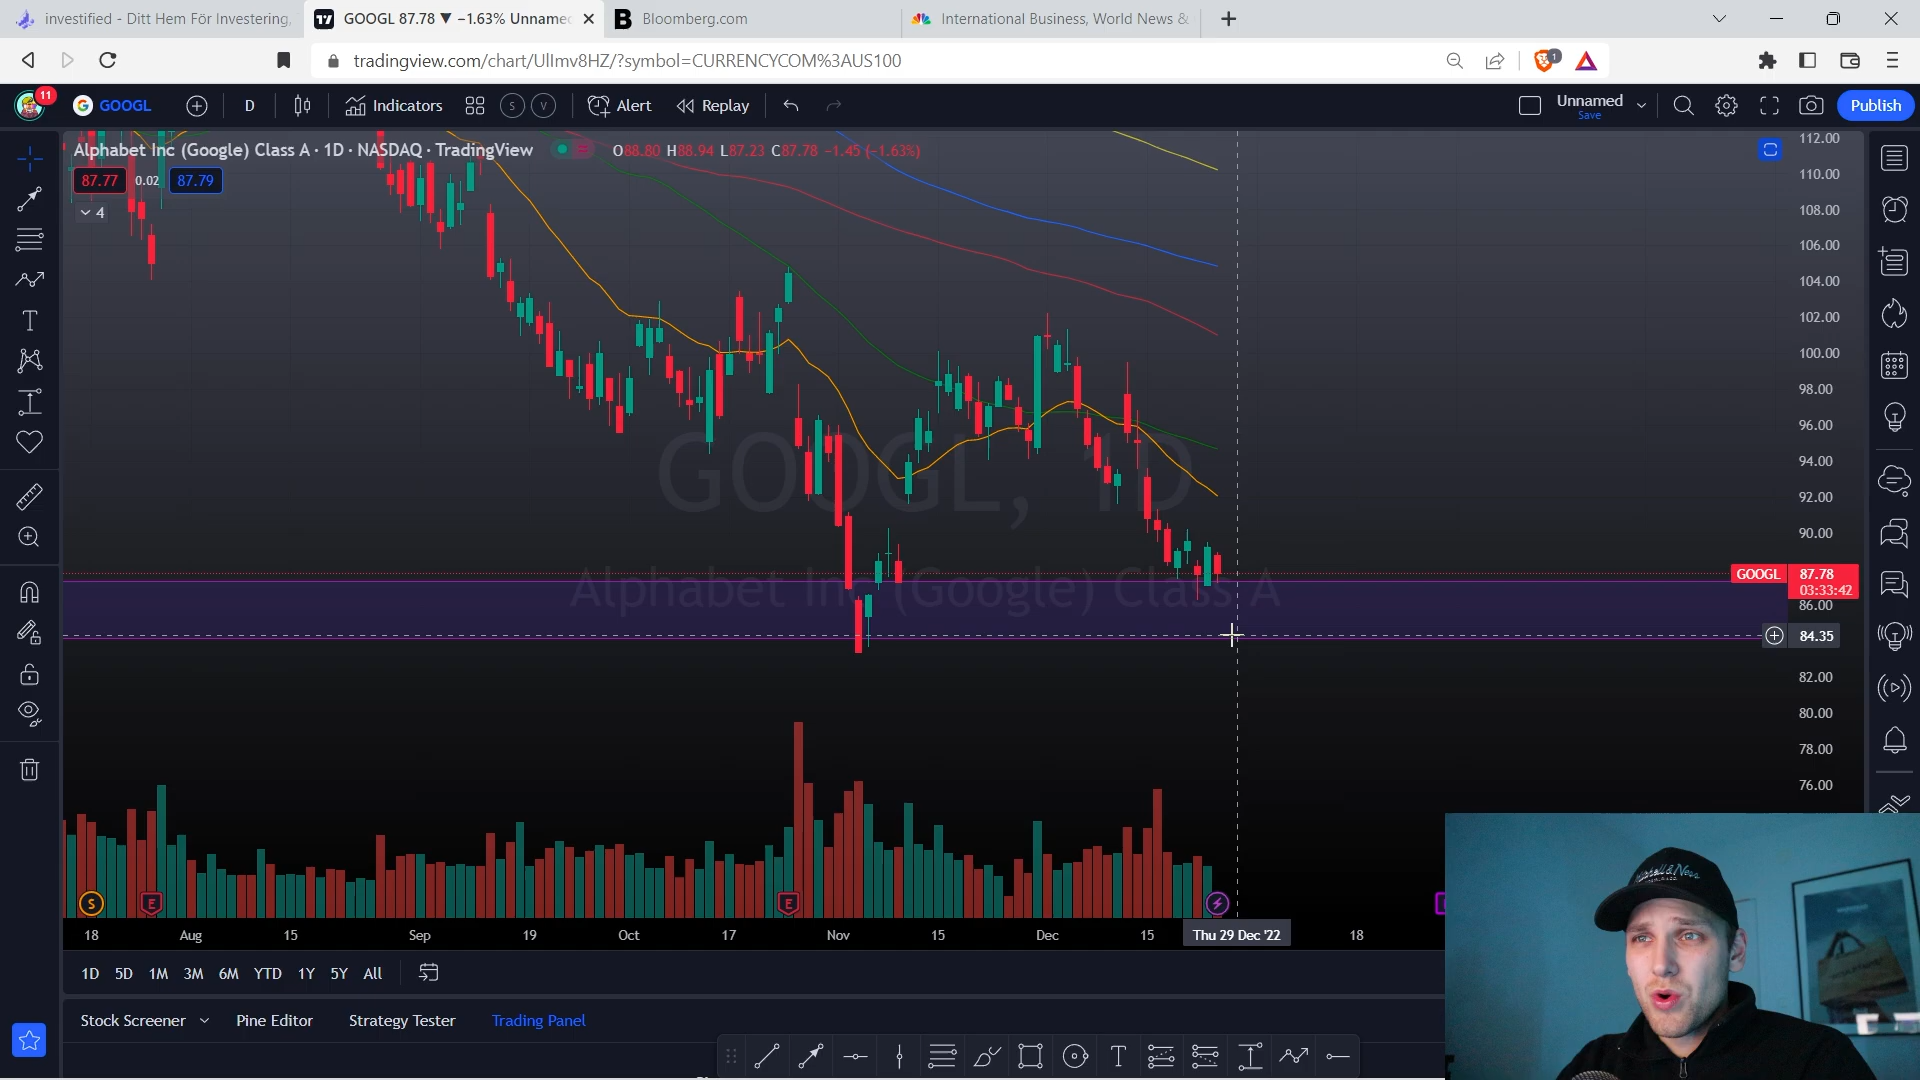 investified - Ditt Hem För Investering,
GOOGL 87.78 ▼ −1.63% Unname
Bloomberg.com
International Business, World News &
tradingview.com/chart/UIlmv8HZ/?symbol=CURRENCYCOM%3AUS100
1
11
GOOGL
D
Indicators
S
V
Alert
Replay
Unnamed
Save
Publish
Alphabet Inc (Google) Class A · 1D · NASDAQ · TradingView
O88.80 H88.94 L87.23 C87.78 −1.45 (−1.63%)
87.77
0.02
87.79
4
112.00
110.00
108.00
106.00
104.00
102.00
100.00
98.00
96.00
94.00
92.00
90.00
GOOGL
87.78
03:33:42
86.00
84.35
82.00
80.00
78.00
76.00
GOOGL, 1D
Alphabet Inc (Google) Class A
S
E
E
18
Aug
15
Sep
19
Oct
17
Nov
15
Dec
15
Thu 29 Dec '22
18
1D
5D
1M
3M
6M
YTD
1Y
5Y
All
Stock Screener
Pine Editor
Strategy Tester
Trading Panel
Mitchell & Ness